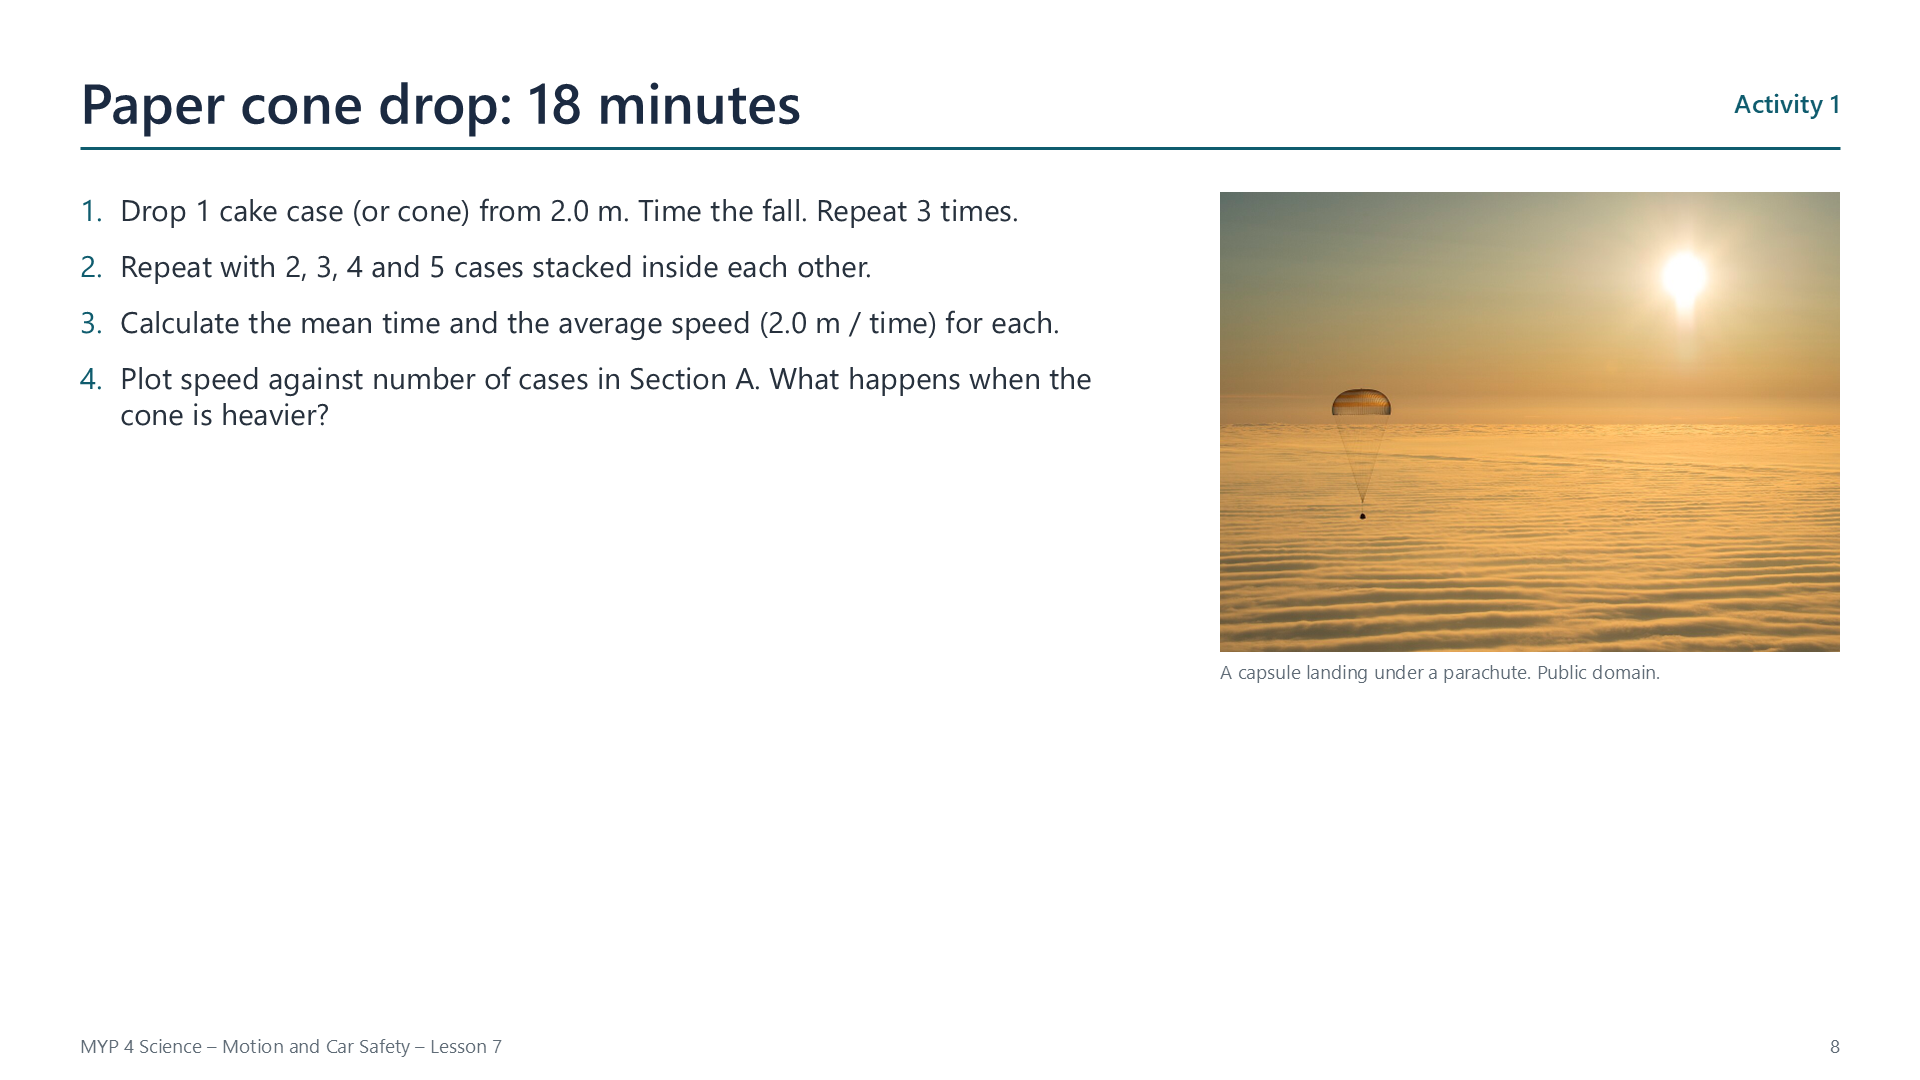 Paper cone drop: 18 minutes
Activity 1
1. Drop 1 cake case (or cone) from 2.0 m. Time the fall. Repeat 3 times.
2. Repeat with 2, 3, 4 and 5 cases stacked inside each other.
3. Calculate the mean time and the average speed (2.0 m / time) for each.
4. Plot speed against number of cases in Section A. What happens when the
cone is heavier?
A capsule landing under a parachute. Public domain.
MYP 4 Science – Motion and Car Safety – Lesson 7
8